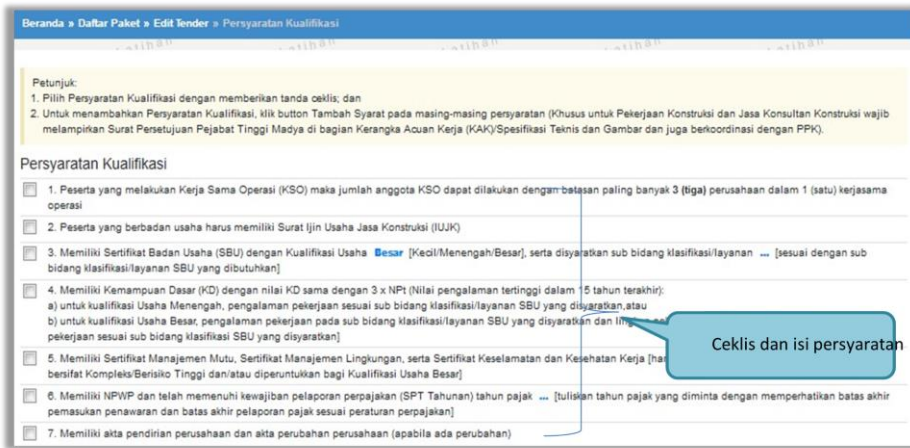 Beranda » Daftar Paket » Edit Tender » Persyaratan Kualifikasi
Petunjuk:
1. Pilih Persyaratan Kualifikasi dengan memberikan tanda ceklis; dan
2. Untuk menambahkan Persyaratan Kualifikasi, klik button Tambah Syarat pada masing-masing persyaratan (Khusus untuk Pekerjaan Konstruksi dan Jasa Konsultan Konstruksi wajib
melampirkan Surat Persetujuan Pejabat Tinggi Madya di bagian Kerangka Acuan Kerja (KAK)/Spesifikasi Teknis dan Gambar dan juga berkoordinasi dengan PPK).
Persyaratan Kualifikasi
1. Peserta yang melakukan Kerja Sama Operasi (KSO) maka jumlah anggota KSO dapat dilakukan dengan batasan paling banyak 3 (tiga) perusahaan dalam 1 (satu) kerjasama
operasi
2. Peserta yang berbadan usaha harus memiliki Surat Ijin Usaha Jasa Konstruksi (IUJK)
3. Memiliki Sertifikat Badan Usaha (SBU) dengan Kualifikasi Usaha Besar [Kecil/Menengah/Besar], serta disyaratkan sub bidang klasifikasi/layanan ... [sesuai dengan sub
bidang klasifikasi/layanan SBU yang dibutuhkan]
4. Memiliki Kemampuan Dasar (KD) dengan nilai KD sama dengan 3 x NPt (Nilai pengalaman tertinggi dalam 15 tahun terakhir):
a) untuk kualifikasi Usaha Menengah, pengalaman pekerjaan sesuai sub bidang klasifikasi/layanan SBU yang disyaratkan,atau
b) untuk kualifikasi Usaha Besar, pengalaman pekerjaan pada sub bidang klasifikasi/layanan SBU yang disyaratkan dan
pekerjaan sesuai sub bidang klasifikasi SBU yang disyaratkan]
Ceklis dan isi persyaratan
5. Memiliki Sertifikat Manajemen Mutu, Sertifikat Manajemen Lingkungan, serta Sertifikat Keselamatan dan Kesehatan Kerja
bersifat Kompleks/Berisiko Tinggi dan/atau diperuntukkan bagi Kualifikasi Usaha Besar]
6. Memiliki NPWP dan telah memenuhi kewajiban pelaporan perpajakan (SPT Tahunan) tahun pajak ... [tuliskan tahun pajak yang diminta dengan memperhatikan batas akhir
pemasukan penawaran dan batas akhir pelaporan pajak sesuai peraturan perpajakan]
7. Memiliki akta pendirian perusahaan dan akta perubahan perusahaan (apabila ada perubahan)